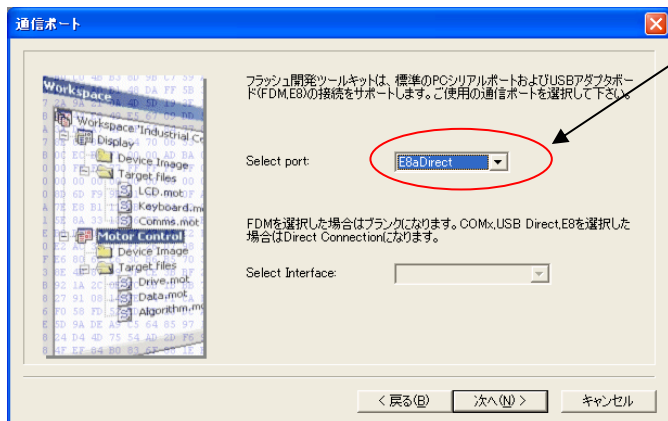 通信ポート
フラッシュ開発ツールキットは、標準のPCシリアルポートおよびUSBアダプタボー
ド(FDM,E8)の接続をサポートします。ご使用の通信ポートを選択して下さい。
Select port:
E8aDirect
FDMを選択した場合はブランクになります。COMx,USB Direct,E8を選択した
場合はDirect Connectionになります。
Select Interface:
Workspace
Workspace:"Industrial Co
Display
Device Image
Target files
LCD.mot
Keyboard.m
Comms.mot
Motor Control
Device Image
Target files
Drive.mot
Data.mot
Algorithm.m
< 戻る(B)
次へ(N) >
キャンセル